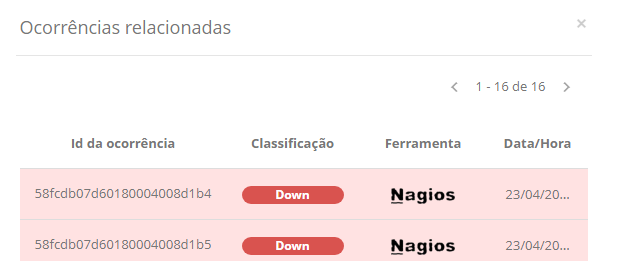 Ocorrências relacionadas ×
1 - 16 de 16
Id da ocorrência Classificação Ferramenta Data/Hora
58fcdb07d60180004008d1b4 Down Nagios 23/04/20...
58fcdb07d60180004008d1b5 Down Nagios 23/04/20...